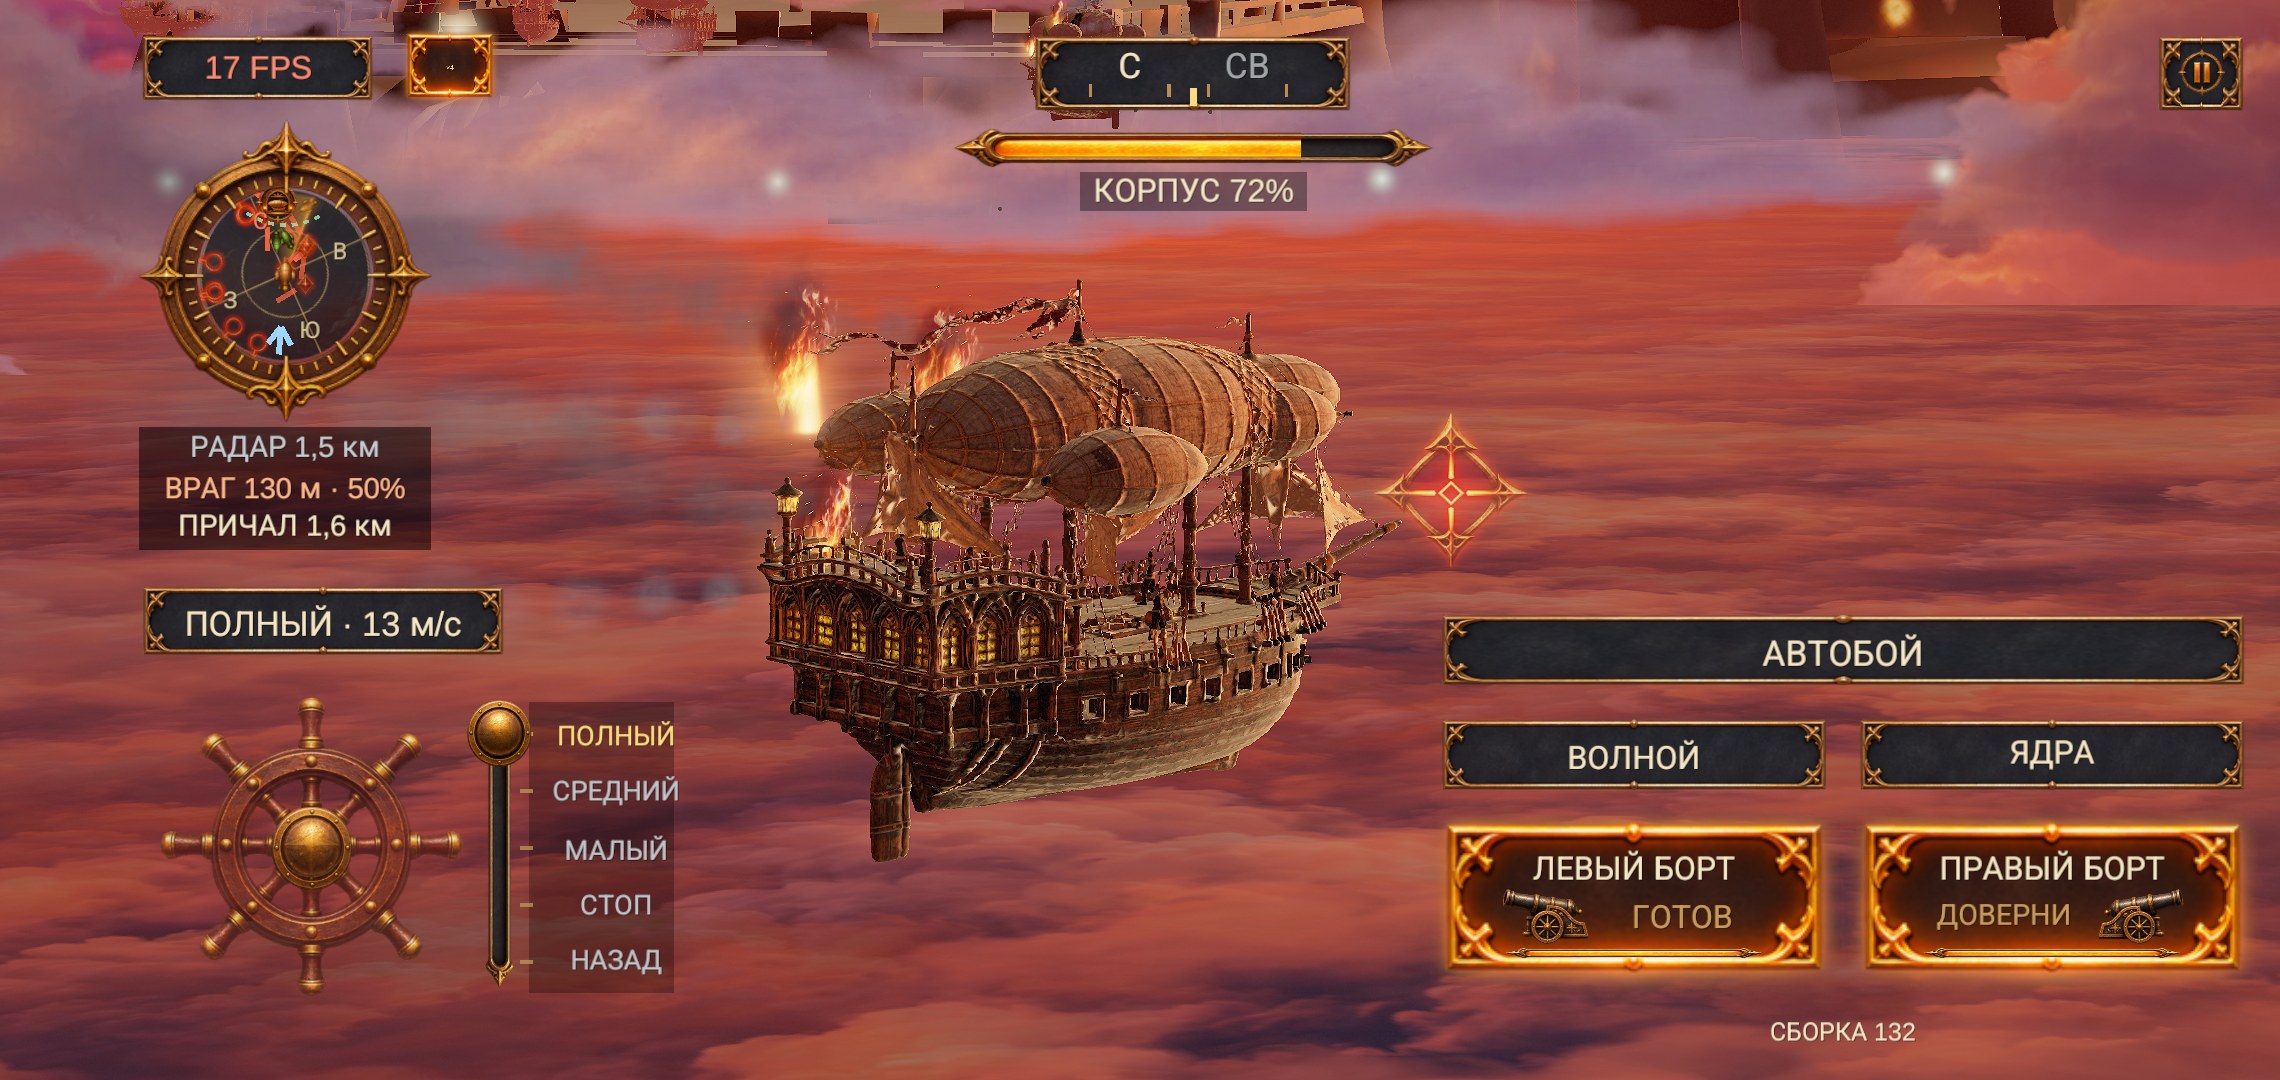 17 FPS
×4
С СВ
КОРПУС 72%
В
З
Ю
РАДАР 1,5 км
ВРАГ 130 м · 50%
ПРИЧАЛ 1,6 км
ПОЛНЫЙ · 13 м/с
ПОЛНЫЙ
СРЕДНИЙ
МАЛЫЙ
СТОП
НАЗАД
АВТОБОЙ
ВОЛНОЙ
ЯДРА
ЛЕВЫЙ БОРТ
ГОТОВ
ПРАВЫЙ БОРТ
ДОВЕРНИ
СБОРКА 132